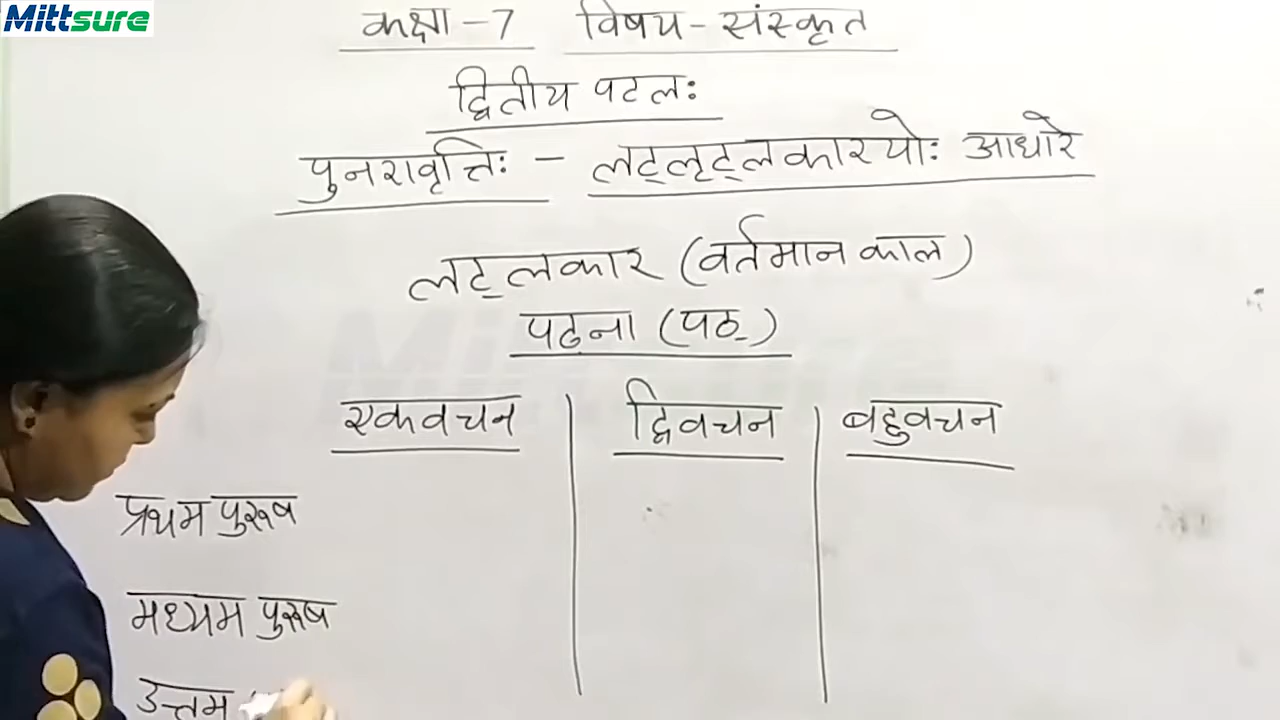 Mittsure
कक्षा - 7 विषय - संस्कृत
द्वितीय पटलः
पुनरावृत्तिः - लट्लृट्लकारयोः आधारे
लट्लकार (वर्तमान काल)
पढना (पठ्)
एकवचन द्विवचन बहुवचन
प्रथम पुरुष
मध्यम पुरुष
उत्तम